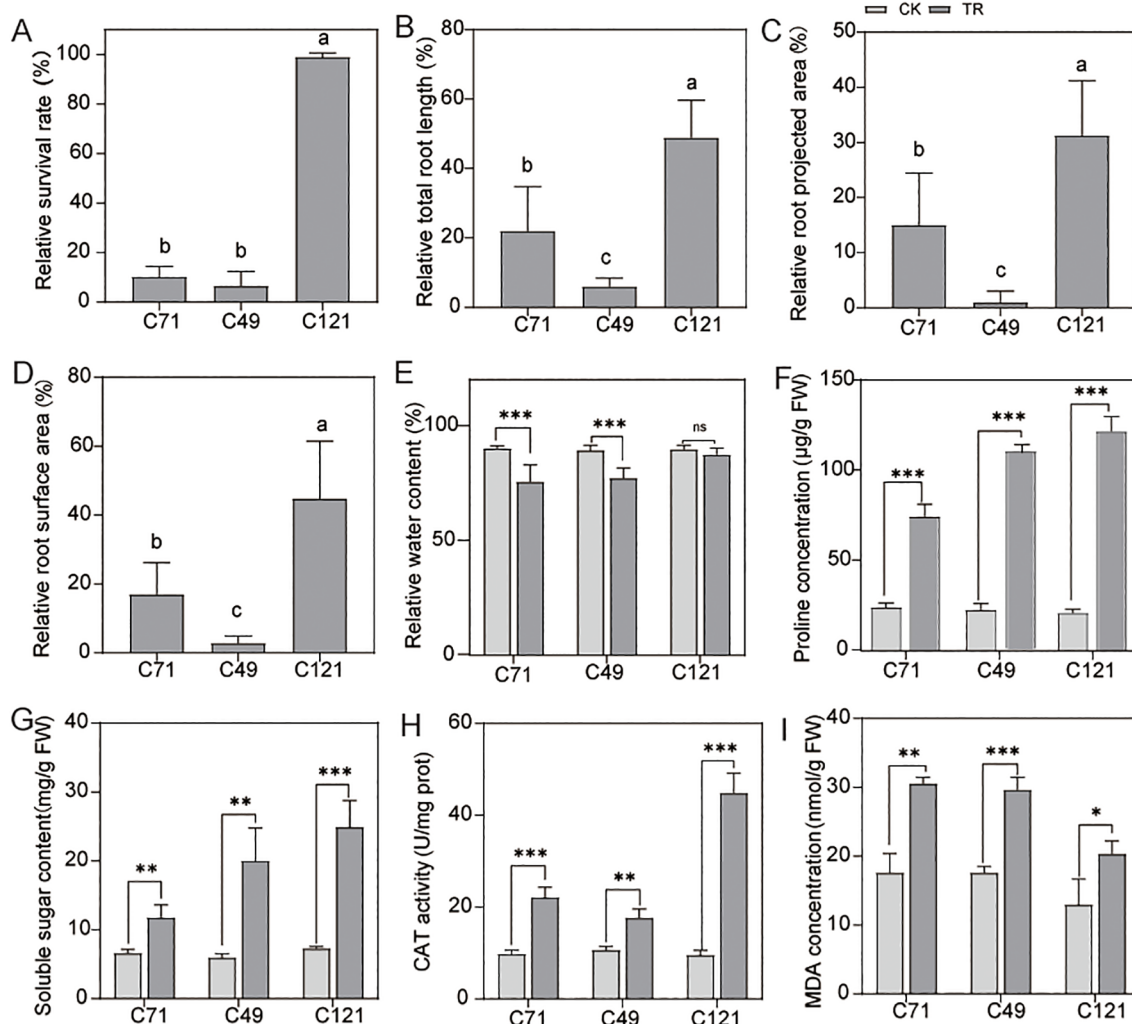 CK TR
A
Relative survival rate (%)
100
80
60
40
20
0
b
b
a
C71 C49 C121
B
Relative total root length (%)
80
60
40
20
0
b
c
a
C71 C49 C121
C
Relative root projected area (%)
50
40
30
20
10
0
b
c
a
C71 C49 C121
D
Relative root surface area (%)
80
60
40
20
0
b
c
a
C71 C49 C121
E
Relative water content (%)
100
50
0
***
***
ns
C71 C49 C121
F
Proline concentration (µg/g FW)
150
100
50
0
***
***
***
C71 C49 C121
G
Soluble sugar content(mg/g FW)
40
30
20
10
0
**
**
***
C71 C49 C121
H
CAT activity (U/mg prot)
60
40
20
0
***
**
***
C71 C49 C121
I
MDA concentration (nmol/g FW)
40
30
20
10
0
**
***
*
C71 C49 C121